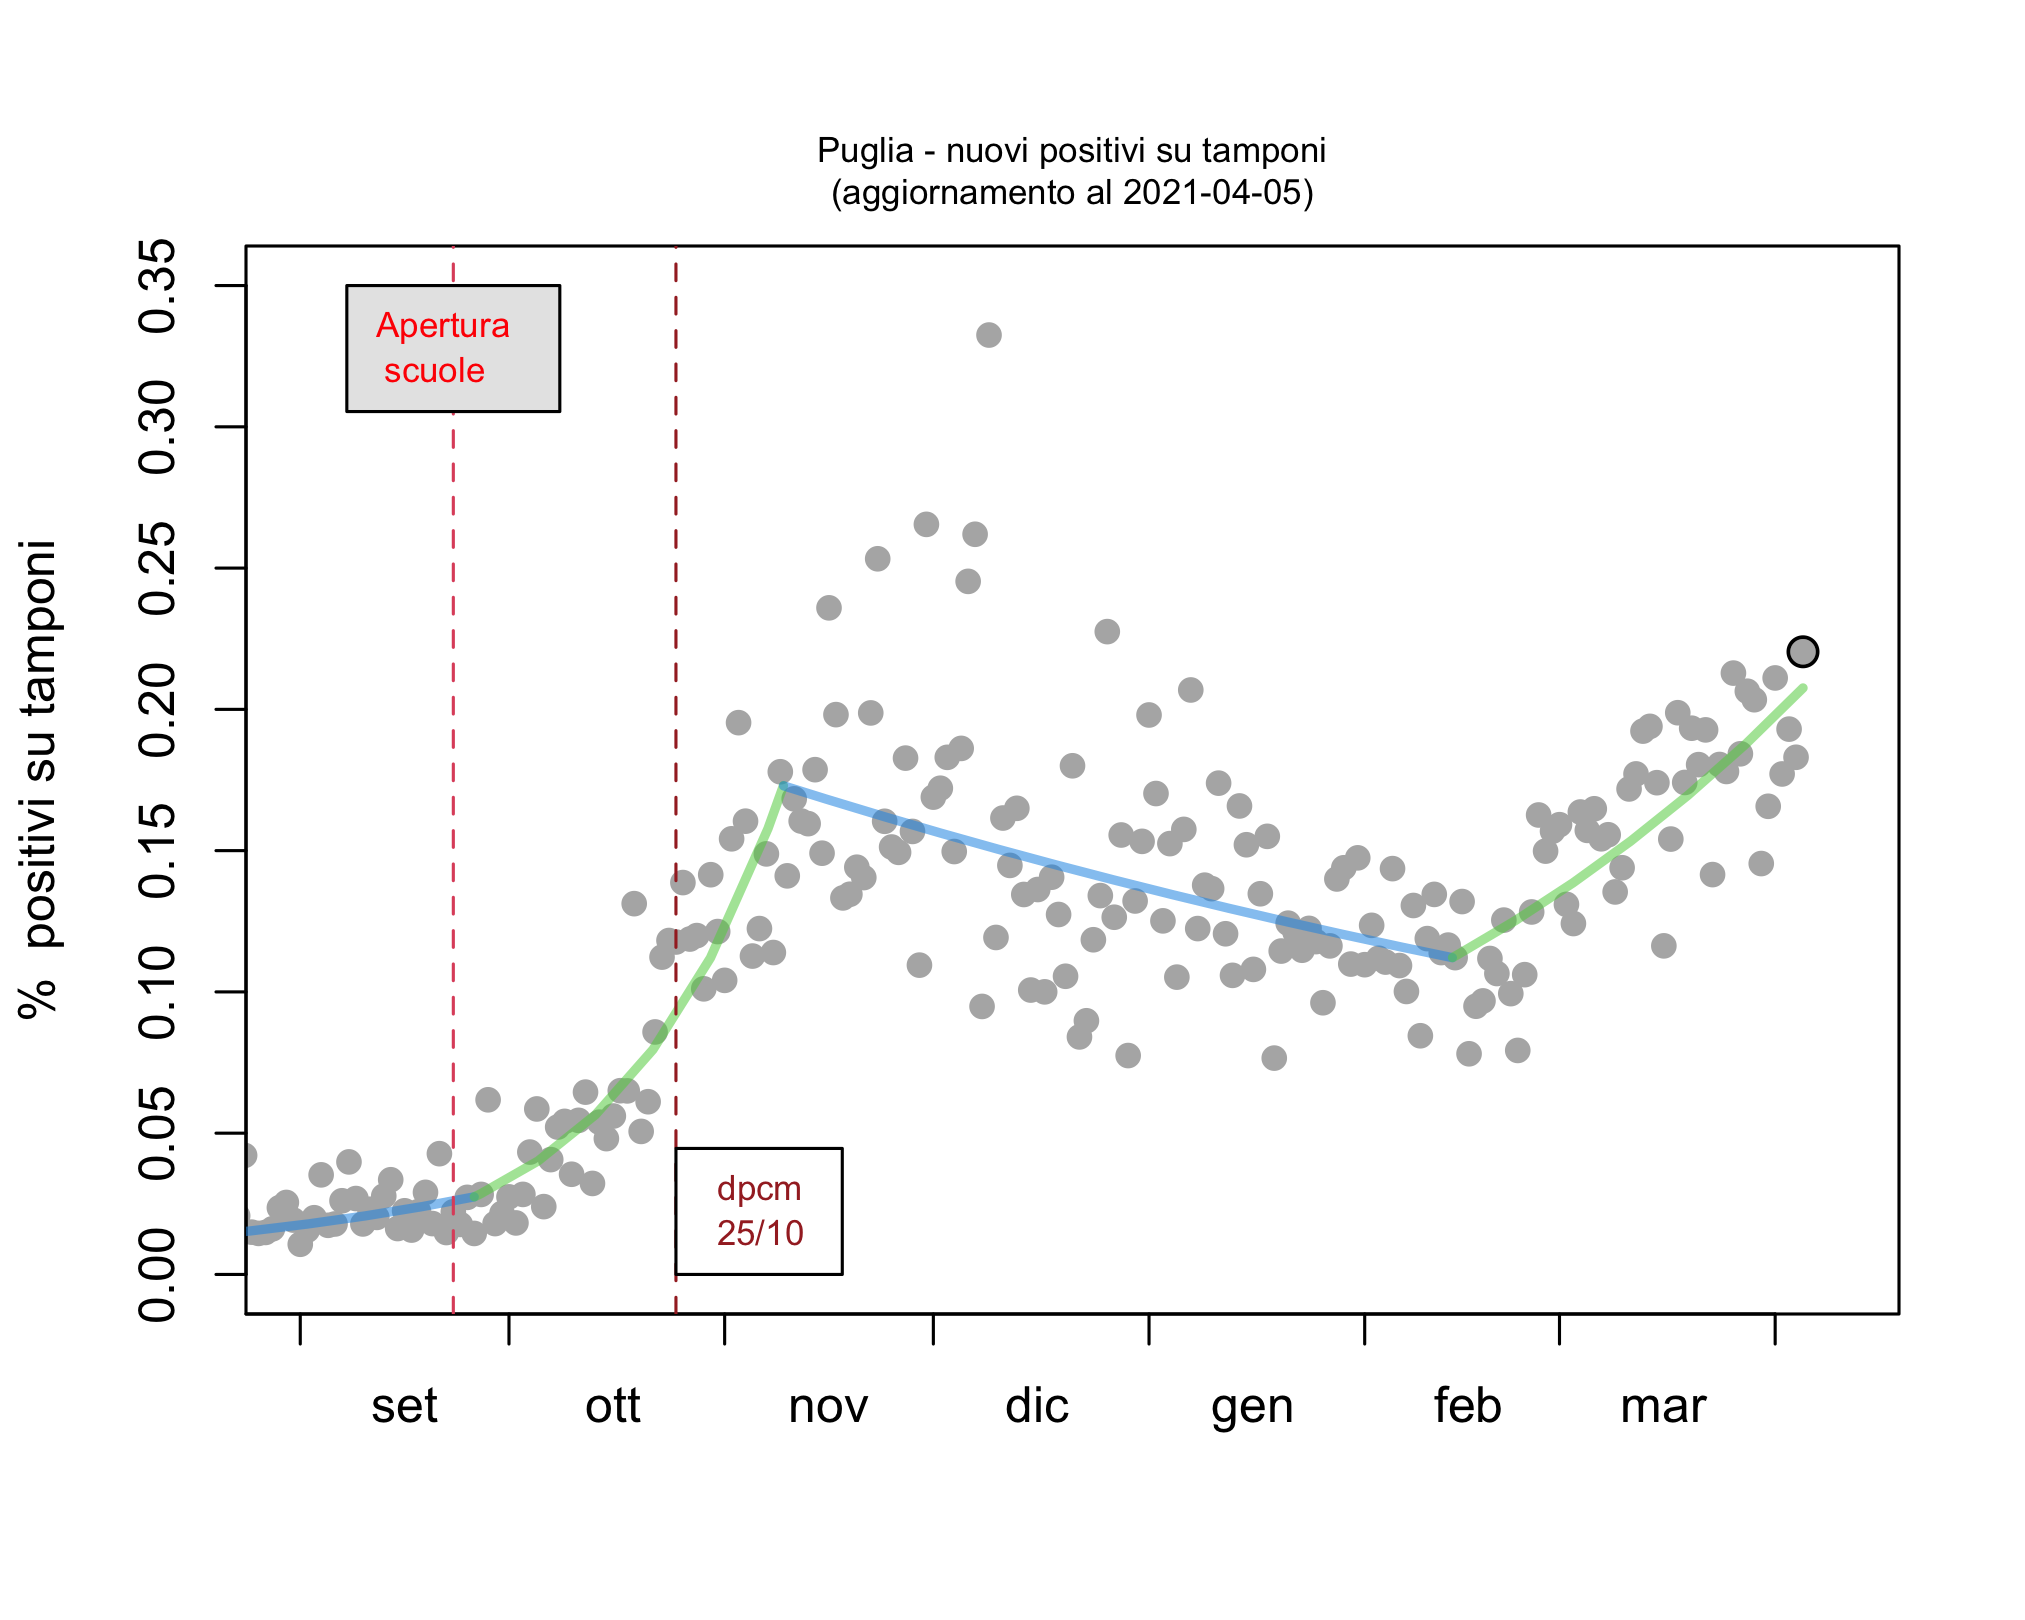 Puglia - nuovi positivi su tamponi
(aggiornamento al 2021-04-05)
% positivi su tamponi
0.35
0.30
0.25
0.20
0.15
0.10
0.05
0.00
Apertura
scuole
dpcm
25/10
set ott nov dic gen feb mar